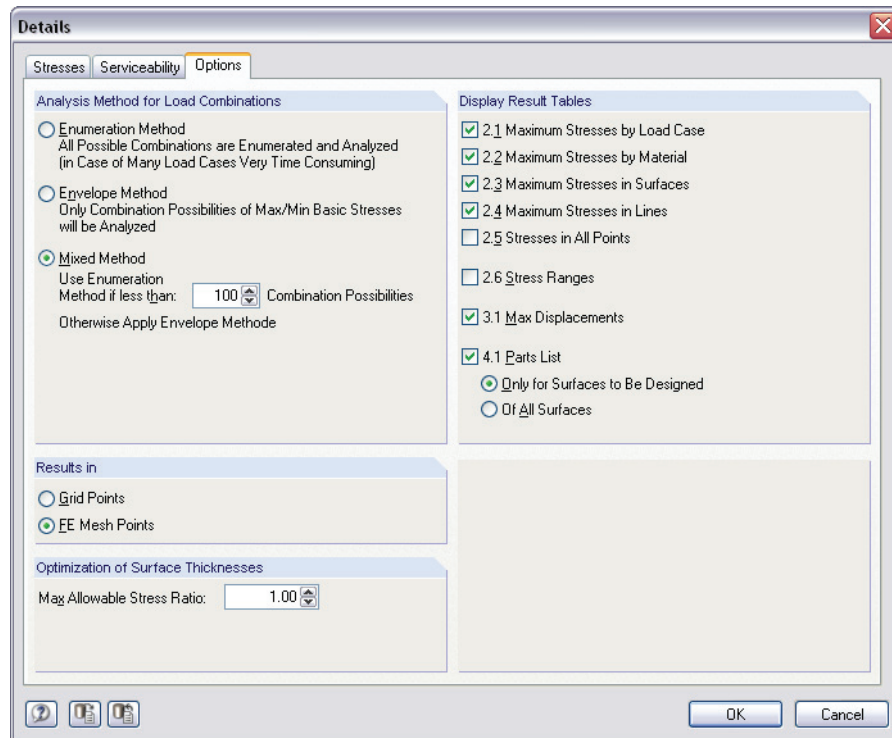 Details
Stresses
Serviceability
Options
Analysis Method for Load Combinations
Enumeration Method
All Possible Combinations are Enumerated and Analyzed
(in Case of Many Load Cases Very Time Consuming)
Envelope Method
Only Combination Possibilities of Max/Min Basic Stresses
will be Analyzed
Mixed Method
Use Enumeration
Method if less than: 100 Combination Possibilities
Otherwise Apply Envelope Methode
Display Result Tables
2.1 Maximum Stresses by Load Case
2.2 Maximum Stresses by Material
2.3 Maximum Stresses in Surfaces
2.4 Maximum Stresses in Lines
2.5 Stresses in All Points
2.6 Stress Ranges
3.1 Max Displacements
4.1 Parts List
Only for Surfaces to Be Designed
Of All Surfaces
Results in
Grid Points
FE Mesh Points
Optimization of Surface Thicknesses
Max Allowable Stress Ratio: 1.00
OK
Cancel